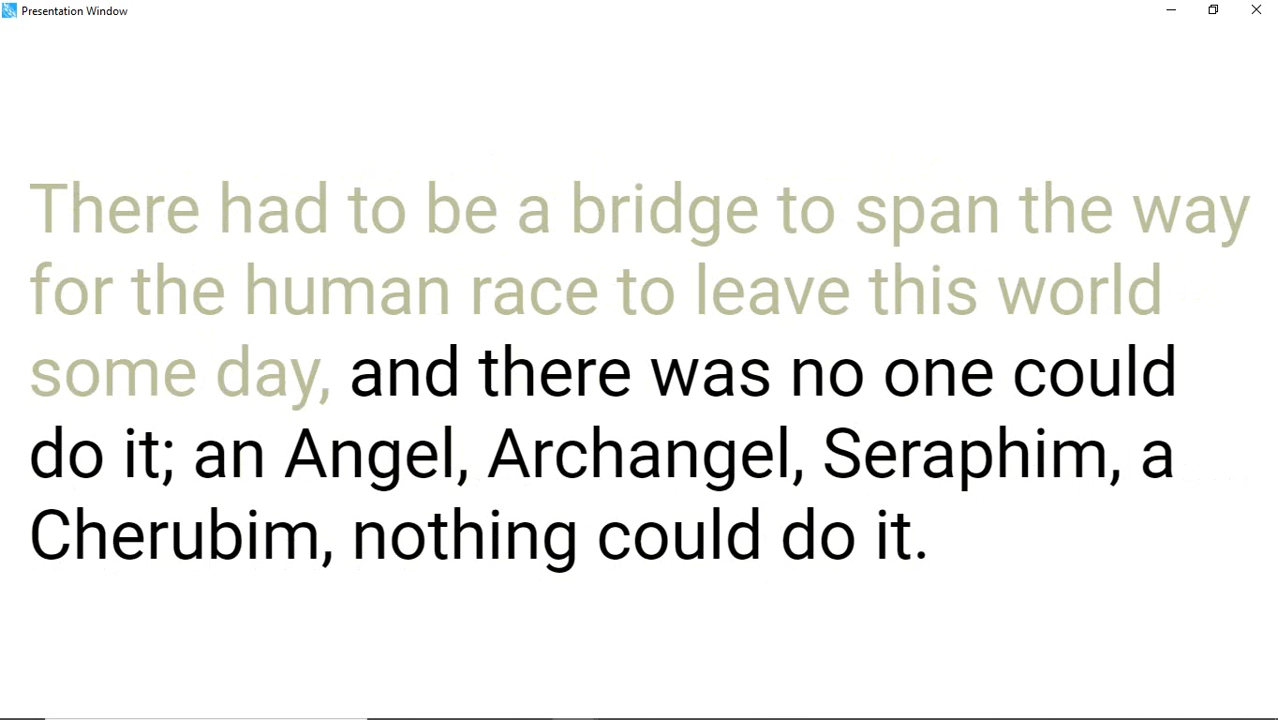 Presentation Window
There had to be a bridge to span the way
for the human race to leave this world
some day, and there was no one could
do it; an Angel, Archangel, Seraphim, a
Cherubim, nothing could do it.